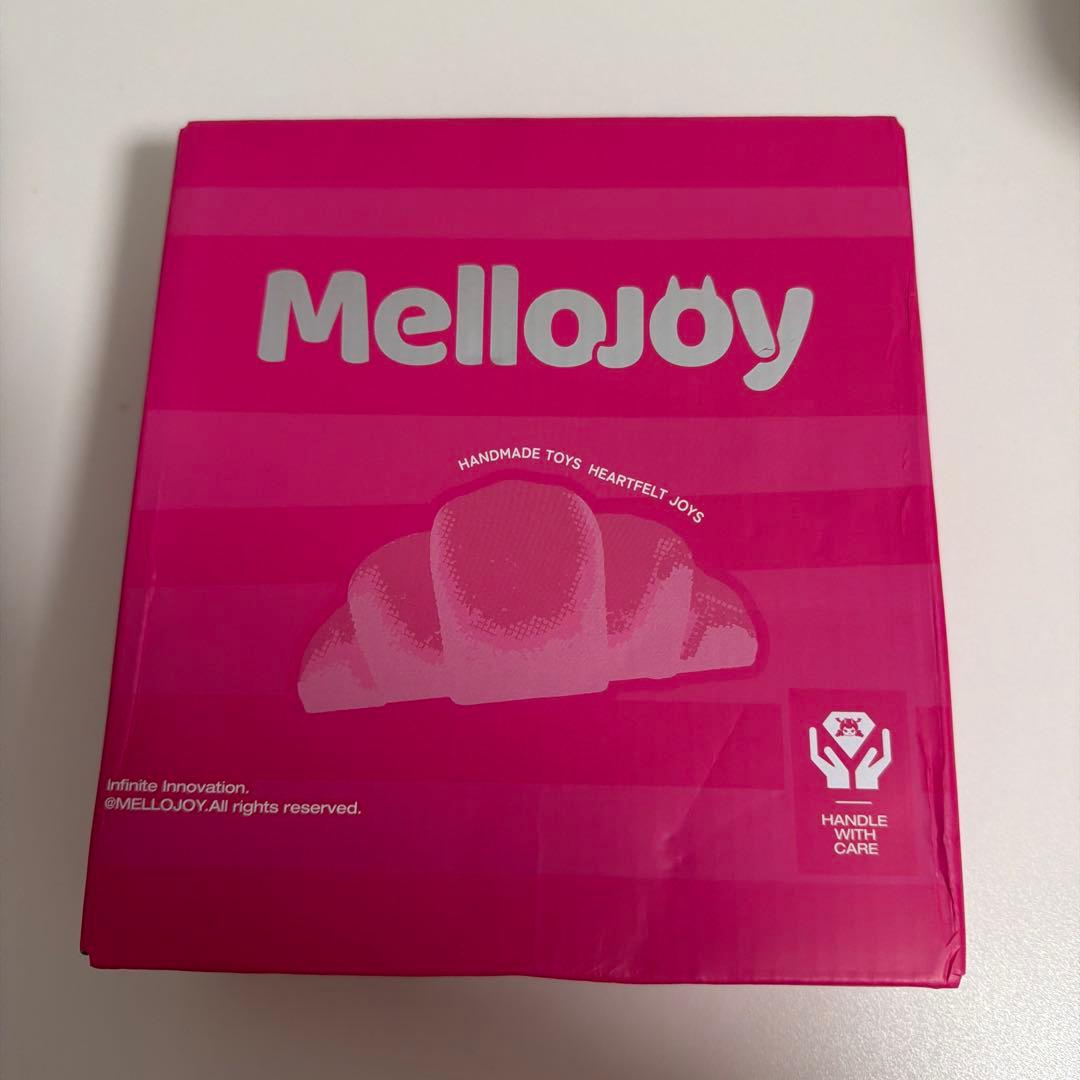 MelloJOy
HANDMADE TOYS HEARTFELT JOYS
Infinite Innovation.
@MELLOJOY.All rights reserved.
HANDLE
WITH
CARE